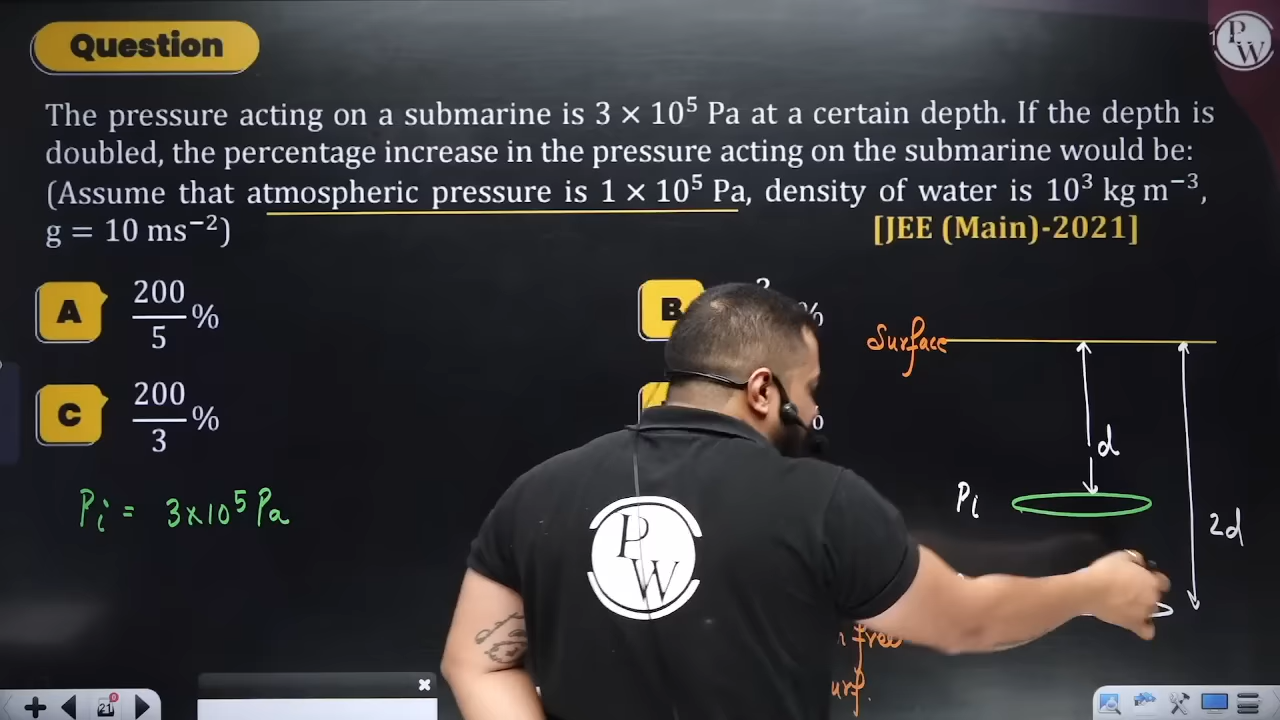 Question
PW
The pressure acting on a submarine is 3 × 10⁵ Pa at a certain depth. If the depth is
doubled, the percentage increase in the pressure acting on the submarine would be:
(Assume that atmospheric pressure is 1 × 10⁵ Pa, density of water is 10³ kg m⁻³,
g = 10 ms⁻²)
[JEE (Main)-2021]
A 200/5 %
B %
C 200/3 %
Surface
d
Pi
2d
Pi = 3×10⁵ Pa
PW
free
21